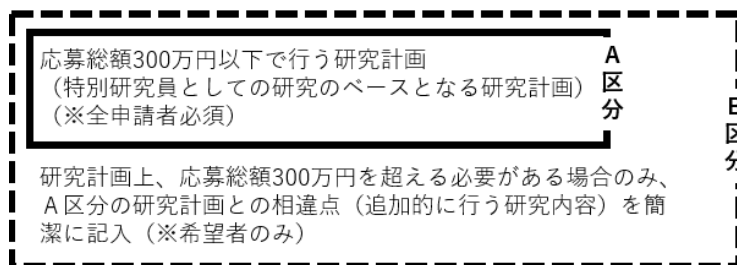 応募総額300万円以下で行う研究計画
（特別研究員としての研究のベースとなる研究計画）
（※全申請者必須）
A区分
研究計画上、応募総額300万円を超える必要がある場合のみ、
Ａ区分の研究計画との相違点（追加的に行う研究内容）を簡
潔に記入（※希望者のみ）
B区分